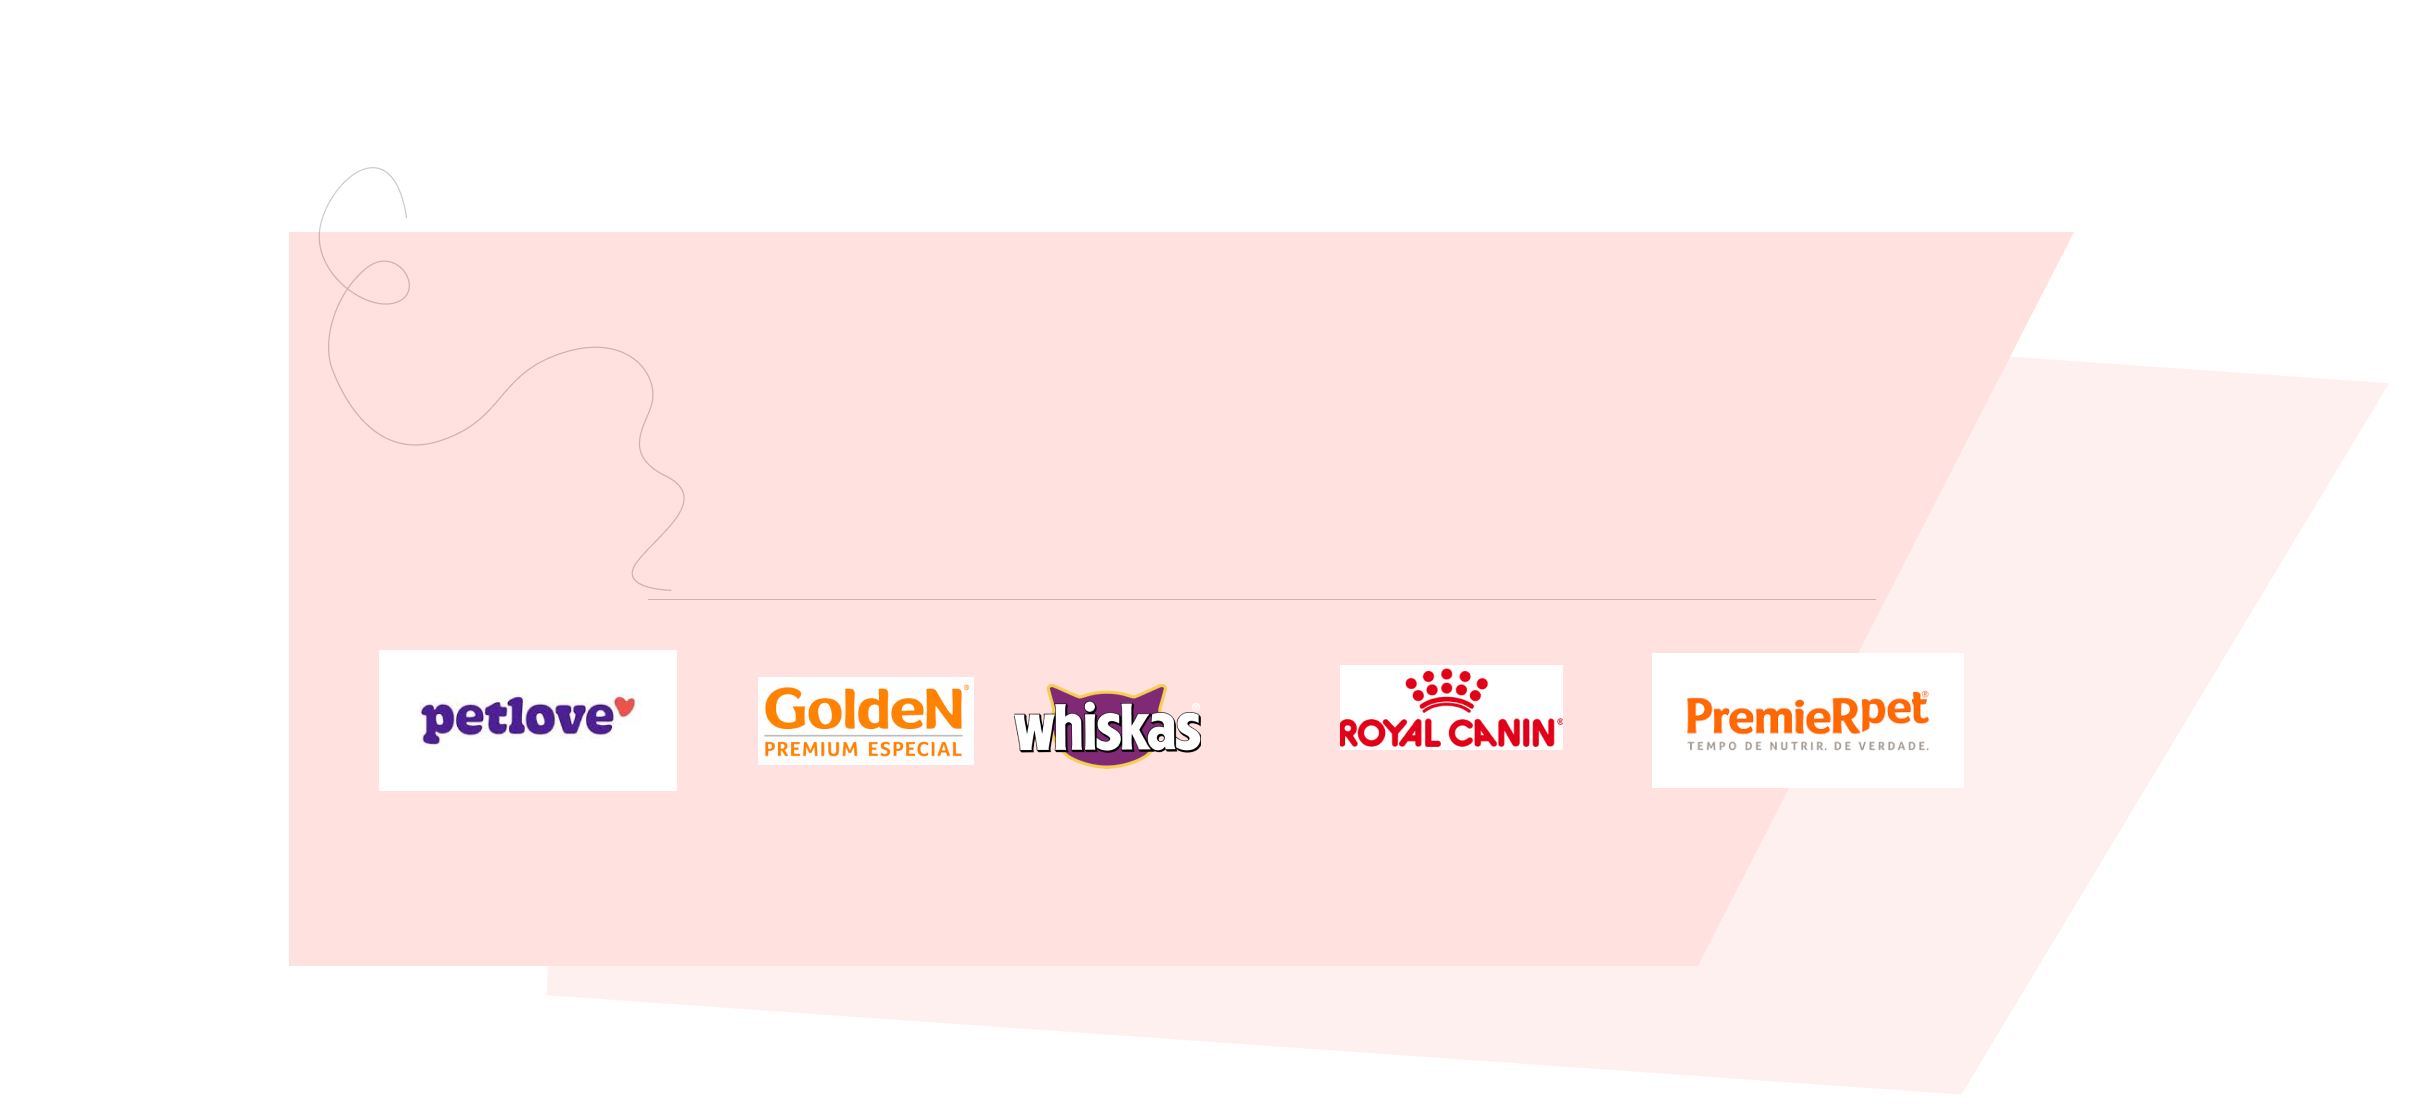 petlove
GoldeN®
PREMIUM ESPECIAL
whiskas®
ROYAL CANIN®
PremieRpet®
TEMPO DE NUTRIR. DE VERDADE.